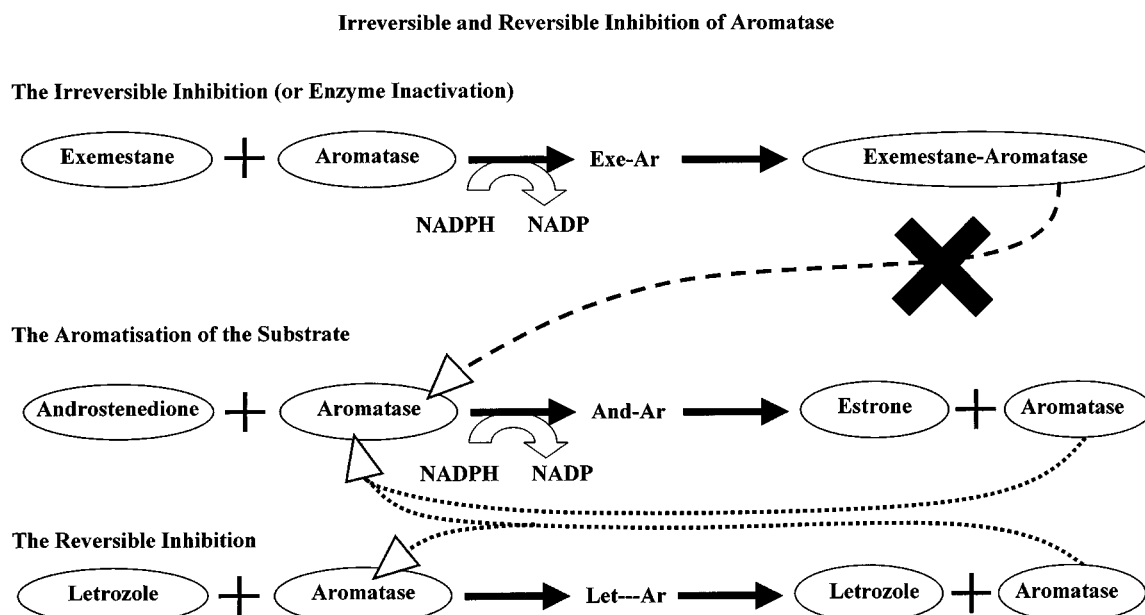 Irreversible and Reversible Inhibition of Aromatase
The Irreversible Inhibition (or Enzyme Inactivation)
Exemestane + Aromatase Exe-Ar Exemestane-Aromatase
NADPH NADP
The Aromatisation of the Substrate
Androstenedione + Aromatase And-Ar Estrone + Aromatase
NADPH NADP
The Reversible Inhibition
Letrozole + Aromatase Let---Ar Letrozole + Aromatase